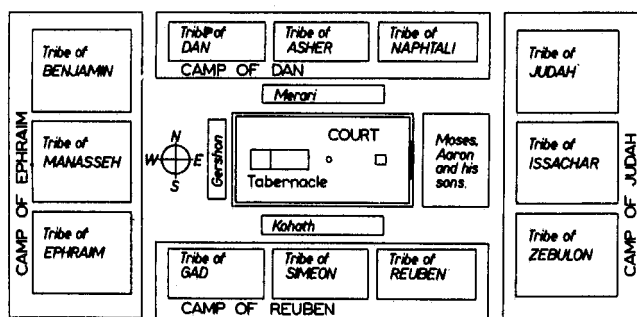 CAMP OF EPHRAIM
Tribe of
BENJAMIN
Tribe of
MANASSEH
Tribe of
EPHRAIM
Tribe of
DAN
Tribe of
ASHER
Tribe of
NAPHTALI
CAMP OF DAN
Merari
N
W E
S
Gershon
COURT
Tabernacle
Moses,
Aaron
and his
sons.
Kohath
Tribe of
GAD
Tribe of
SIMEON
Tribe of
REUBEN
CAMP OF REUBEN
Tribe of
JUDAH
Tribe of
ISSACHAR
Tribe of
ZEBULON
CAMP OF JUDAH